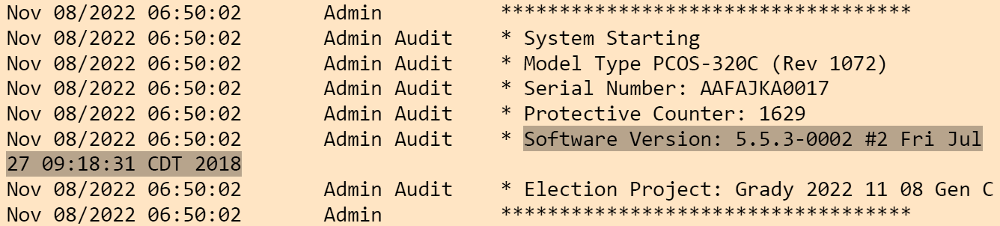 Nov 08/2022 06:50:02 Admin ***********************************
Nov 08/2022 06:50:02 Admin Audit * System Starting
Nov 08/2022 06:50:02 Admin Audit * Model Type PCOS-320C (Rev 1072)
Nov 08/2022 06:50:02 Admin Audit * Serial Number: AAFAJKA0017
Nov 08/2022 06:50:02 Admin Audit * Protective Counter: 1629
Nov 08/2022 06:50:02 Admin Audit * Software Version: 5.5.3-0002 #2 Fri Jul
27 09:18:31 CDT 2018
Nov 08/2022 06:50:02 Admin Audit * Election Project: Grady 2022 11 08 Gen C
Nov 08/2022 06:50:02 Admin ***********************************